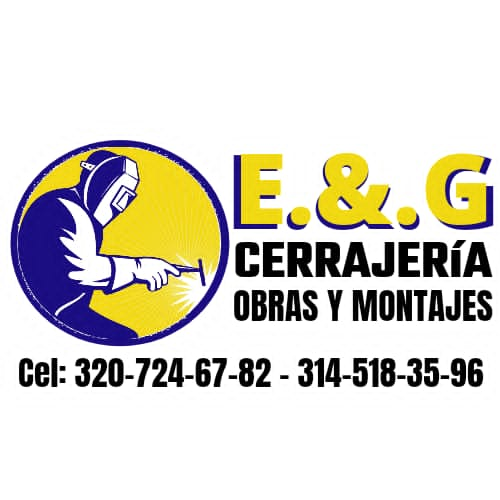 E.&.G
CERRAJERÍA
OBRAS Y MONTAJES
Cel: 320-724-67-82 - 314-518-35-96